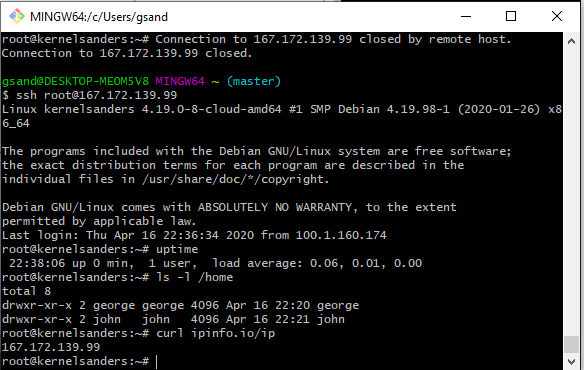 MINGW64:/c/Users/gsand
root@kernelsanders:~# Connection to 167.172.139.99 closed by remote host.
Connection to 167.172.139.99 closed.
gsand@DESKTOP-MEOM5V8 MINGW64 ~ (master)
$ ssh root@167.172.139.99
Linux kernelsanders 4.19.0-8-cloud-amd64 #1 SMP Debian 4.19.98-1 (2020-01-26) x8
6_64
The programs included with the Debian GNU/Linux system are free software;
the exact distribution terms for each program are described in the
individual files in /usr/share/doc/*/copyright.
Debian GNU/Linux comes with ABSOLUTELY NO WARRANTY, to the extent
permitted by applicable law.
Last login: Thu Apr 16 22:36:34 2020 from 100.1.160.174
root@kernelsanders:~# uptime
 22:38:06 up 0 min,  1 user,  load average: 0.06, 0.01, 0.00
root@kernelsanders:~# ls -l /home
total 8
drwxr-xr-x 2 george george 4096 Apr 16 22:20 george
drwxr-xr-x 2 john   john   4096 Apr 16 22:21 john
root@kernelsanders:~# curl ipinfo.io/ip
167.172.139.99
root@kernelsanders:~#